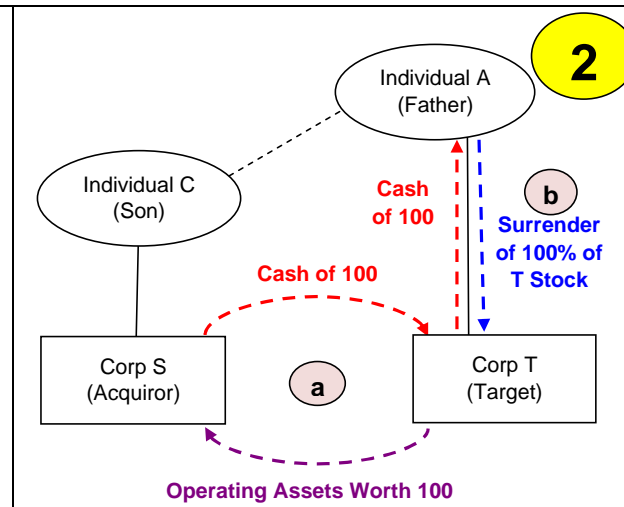 2
Individual A
(Father)
Individual C
(Son)
Cash
of 100
b
Surrender
of 100% of
T Stock
Cash of 100
Corp S
(Acquiror)
a
Corp T
(Target)
Operating Assets Worth 100